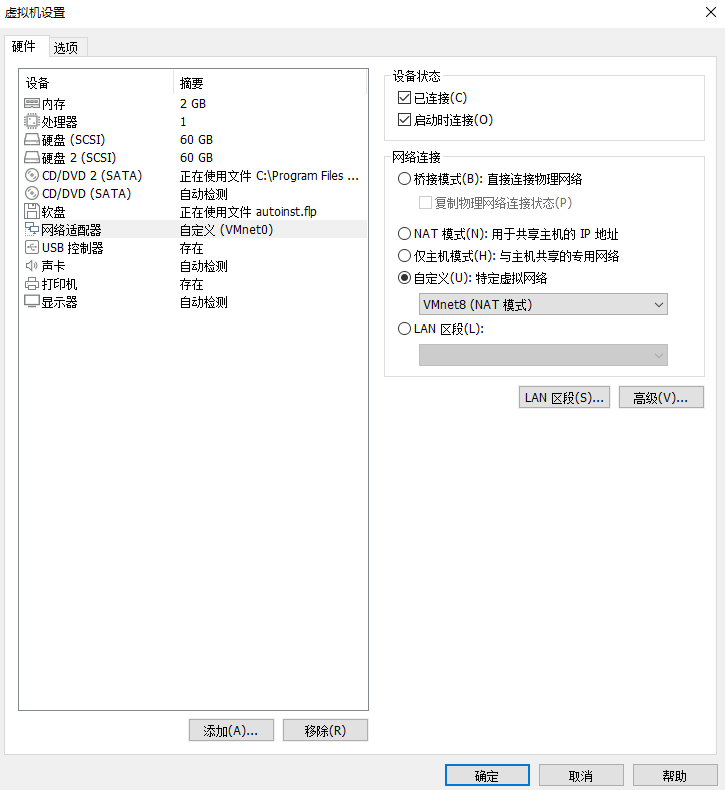 虚拟机设置
硬件 选项
设备 摘要
内存 2 GB
处理器 1
硬盘 (SCSI) 60 GB
硬盘 2 (SCSI) 60 GB
CD/DVD 2 (SATA) 正在使用文件 C:\Program Files ...
CD/DVD (SATA) 自动检测
软盘 正在使用文件 autoinst.flp
网络适配器 自定义 (VMnet0)
USB 控制器 存在
声卡 自动检测
打印机 存在
显示器 自动检测
添加(A)... 移除(R)
设备状态
已连接(C)
启动时连接(O)
网络连接
桥接模式(B): 直接连接物理网络
复制物理网络连接状态(P)
NAT 模式(N): 用于共享主机的 IP 地址
仅主机模式(H): 与主机共享的专用网络
自定义(U): 特定虚拟网络
VMnet8 (NAT 模式)
LAN 区段(L):
LAN 区段(S)... 高级(V)...
确定 取消 帮助